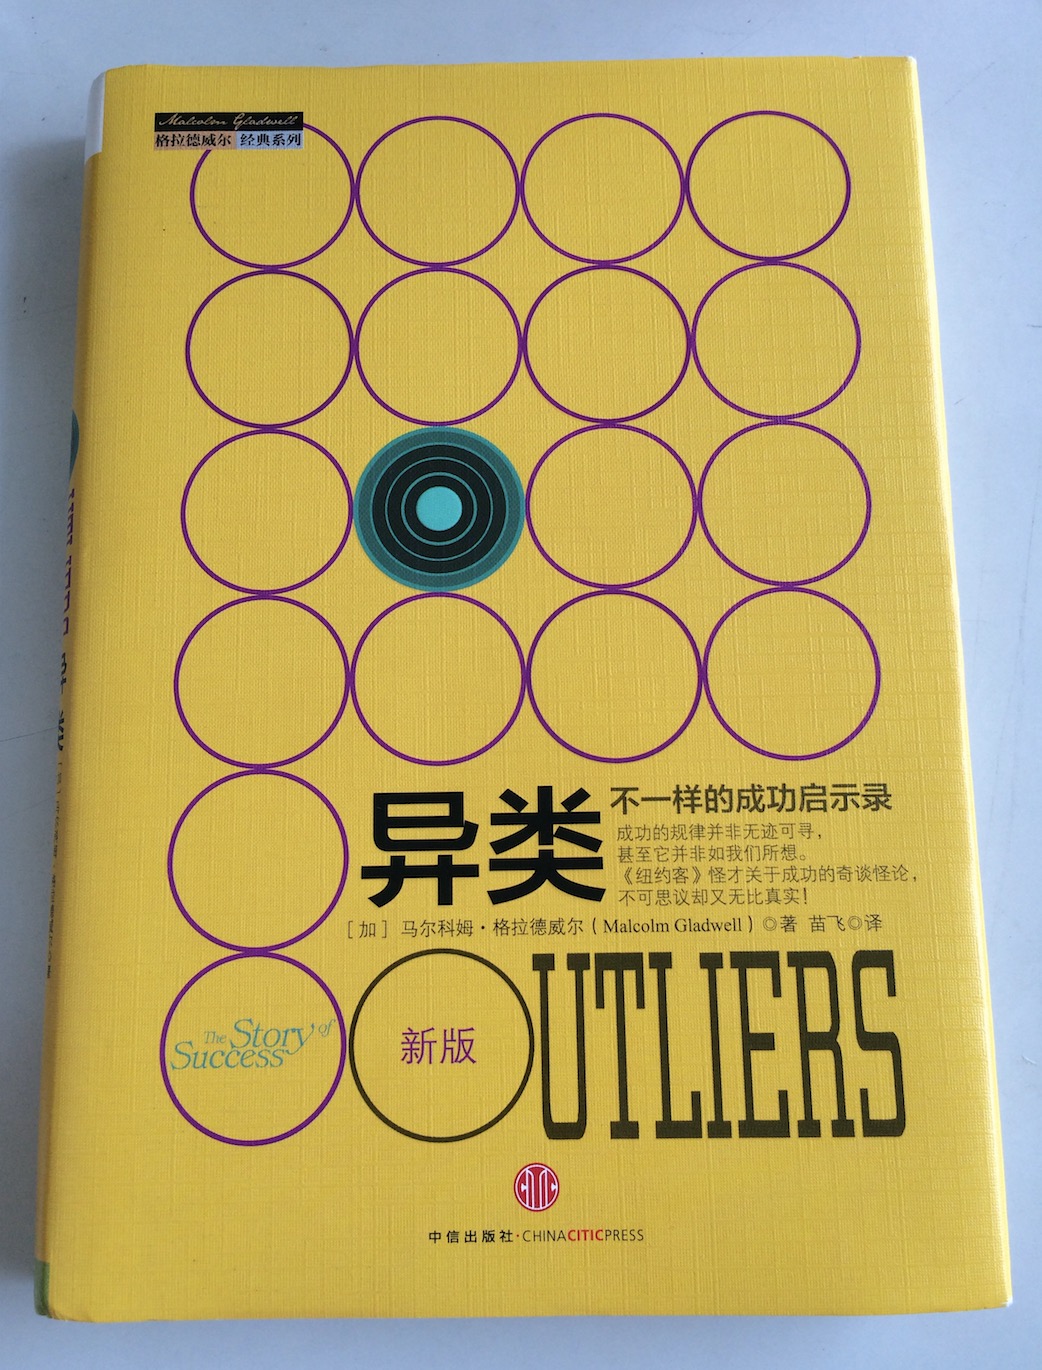 Malcolm Gladwell
格拉德威尔 经典系列
异类
不一样的成功启示录
成功的规律并非无迹可寻，
甚至它并非如我们所想。
《纽约客》怪才关于成功的奇谈怪论，
不可思议却又无比真实！
［加］马尔科姆·格拉德威尔（Malcolm Gladwell）◎著 苗飞◎译
The Story of
Success
新版
OUTLIERS
中信出版社·CHINACITICPRESS
异类